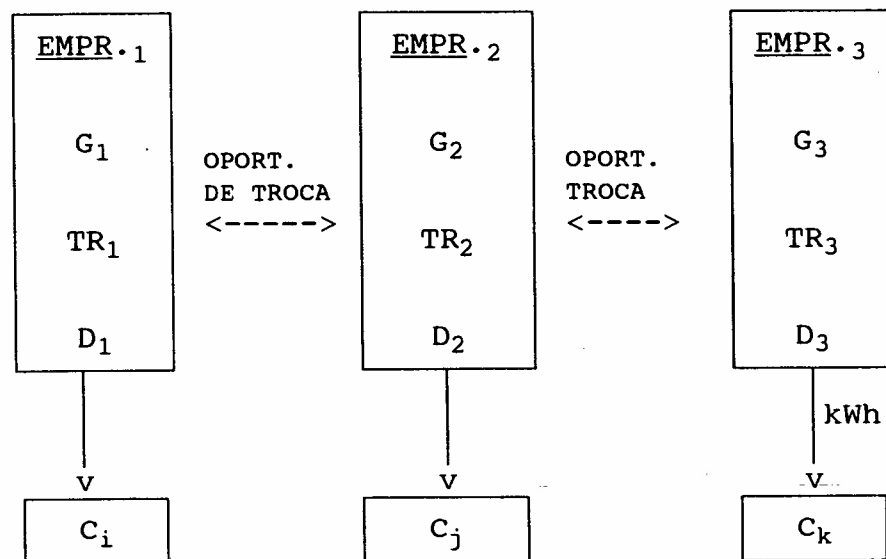 EMPR.₁
EMPR.₂
EMPR.₃
G₁
OPORT.
DE TROCA
<----->
G₂
OPORT.
TROCA
<---->
G₃
TR₁
TR₂
TR₃
D₁
D₂
D₃
kWh
v
v
v
Cᵢ
Cⱼ
Cₖ